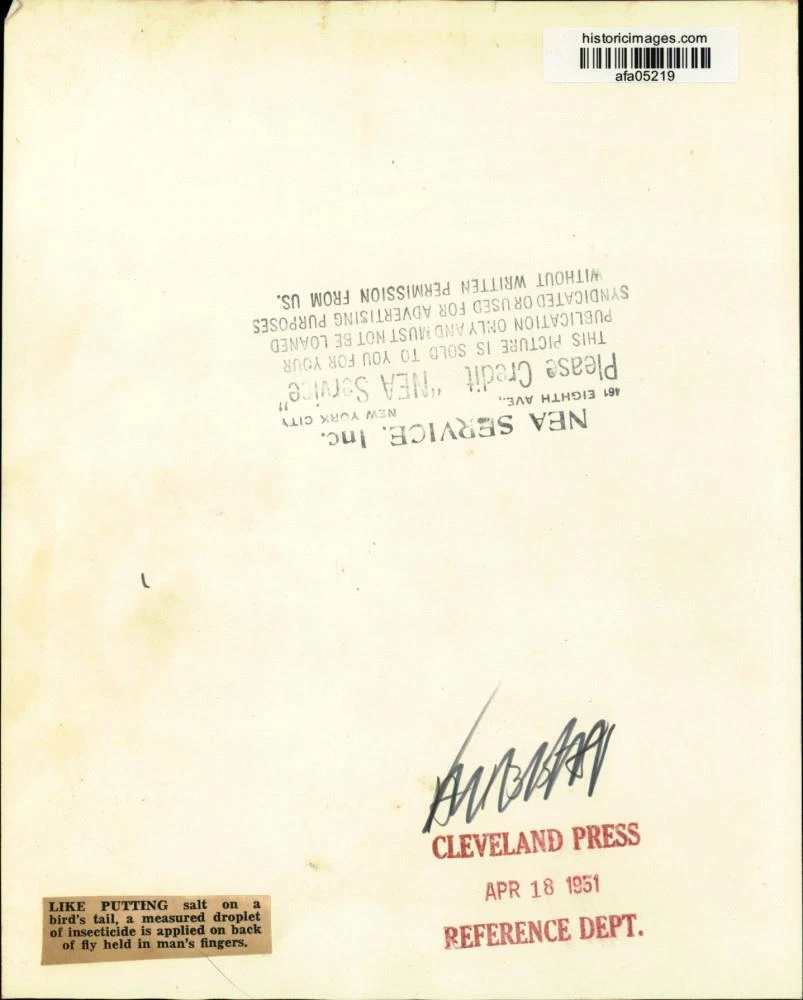 historicimages.com
afa05219
NEA SERVICE, Inc.
461 EIGHTH AVE., NEW YORK CITY
Please Credit "NEA Service"
THIS PICTURE IS SOLD TO YOU FOR YOUR
PUBLICATION ONLY AND MUST NOT BE LOANED
SYNDICATED OR USED FOR ADVERTISING PURPOSES
WITHOUT WRITTEN PERMISSION FROM US.
CLEVELAND PRESS
APR 18 1951
REFERENCE DEPT.
LIKE PUTTING salt on a
bird's tail, a measured droplet
of insecticide is applied on back
of fly held in man's fingers.